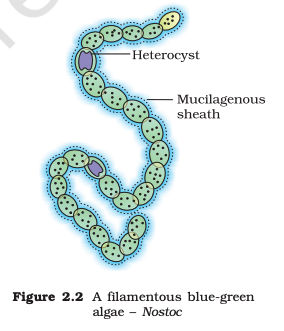 Heterocyst
Mucilagenous
sheath
Figure 2.2 A filamentous blue-green
algae – Nostoc